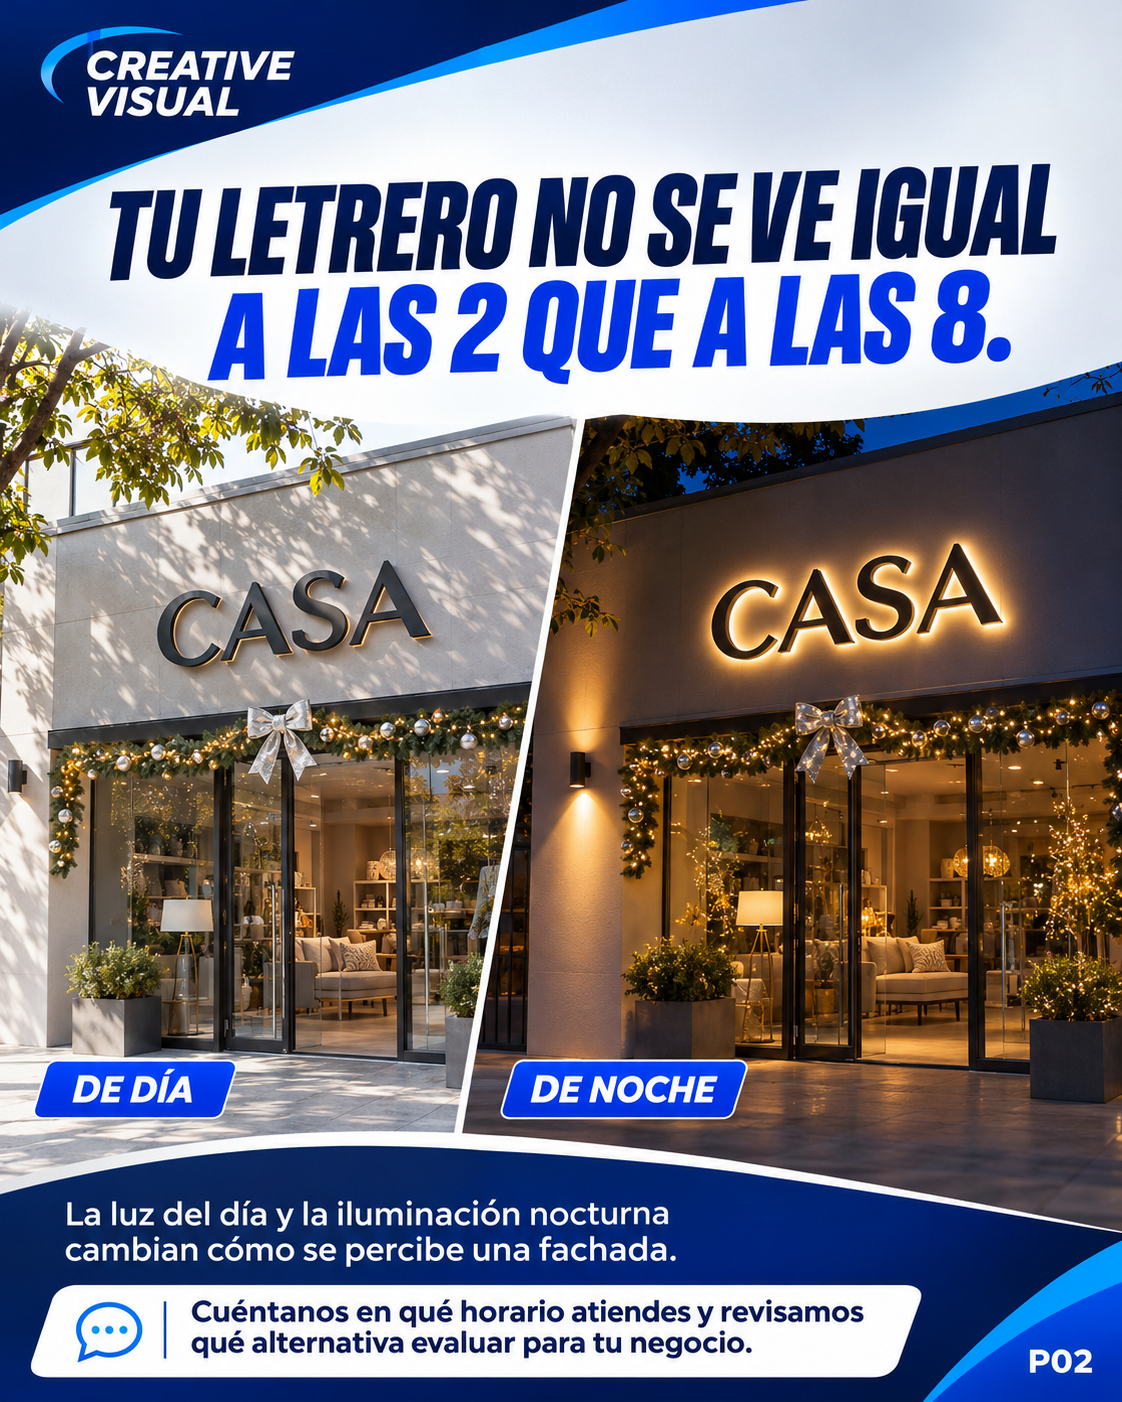 CREATIVE
VISUAL
TU LETRERO NO SE VE IGUAL
A LAS 2 QUE A LAS 8.
CASA
CASA
DE DÍA
DE NOCHE
La luz del día y la iluminación nocturna
cambian cómo se percibe una fachada.
Cuéntanos en qué horario atiendes y revisamos
qué alternativa evaluar para tu negocio.
P02